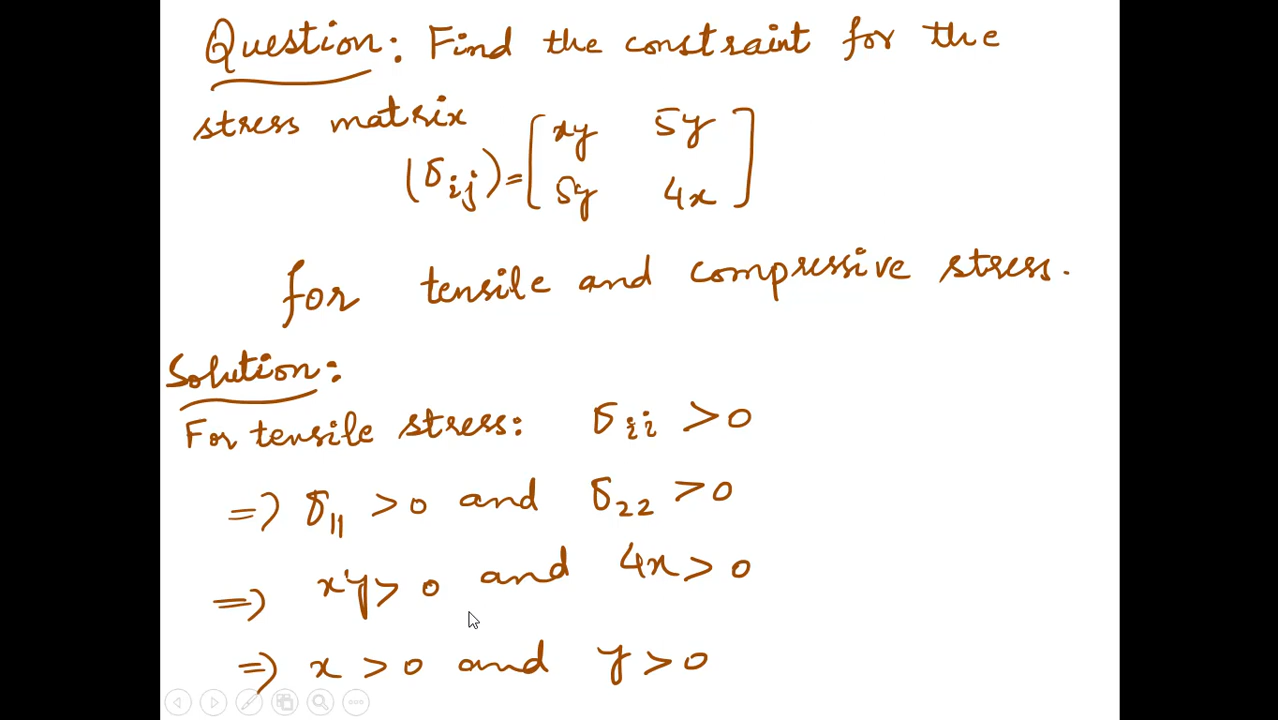 Question: Find the constraint for the
stress matrix
(σij) = [ xy 5y
5y 4x ]
for tensile and compressive stress.
Solution:
For tensile stress: σii > 0
=> σ11 > 0 and σ22 > 0
=> xy > 0 and 4x > 0
=> x > 0 and y > 0